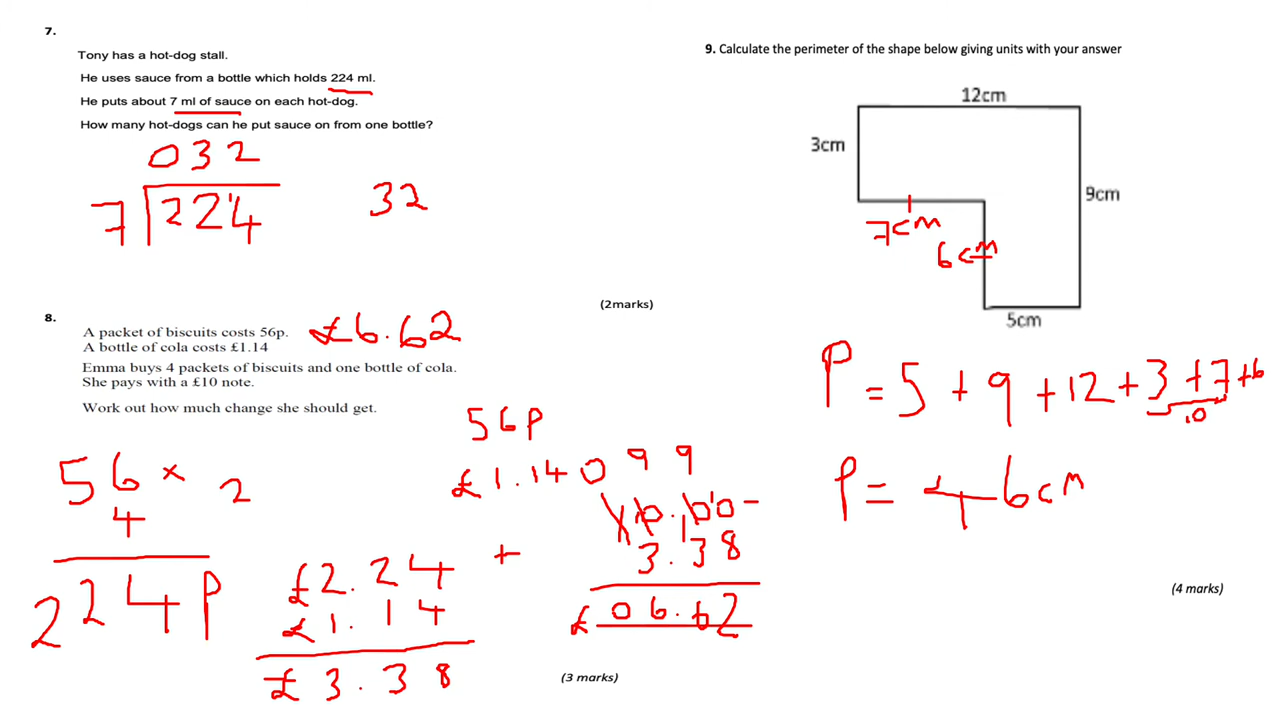 7.
Tony has a hot-dog stall.
He uses sauce from a bottle which holds 224 ml.
He puts about 7 ml of sauce on each hot-dog.
How many hot-dogs can he put sauce on from one bottle?
032
7 224
32
(2marks)
8.
A packet of biscuits costs 56p.
A bottle of cola costs £1.14
£6.62
Emma buys 4 packets of biscuits and one bottle of cola.
She pays with a £10 note.
Work out how much change she should get.
56 ×
4
2
224P
56P
£1.14
+
£2.24
£1.14
£3.38
0 9 9
10.00 −
3.38
£06.62
(3 marks)
9. Calculate the perimeter of the shape below giving units with your answer
12cm
3cm
9cm
7cm
6cm
5cm
P = 5 + 9 + 12 + 3 + 7 + 6
10
P = 46cm
(4 marks)